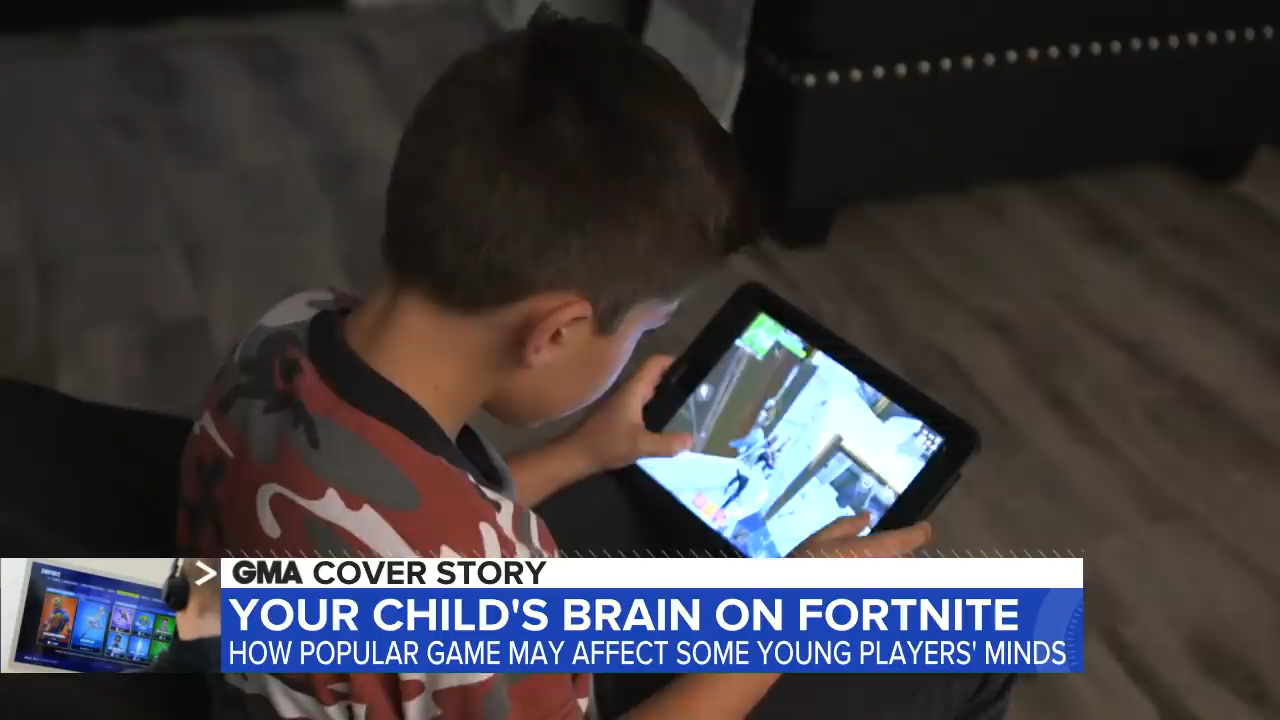 GMA COVER STORY
YOUR CHILD'S BRAIN ON FORTNITE
HOW POPULAR GAME MAY AFFECT SOME YOUNG PLAYERS' MINDS
FORTNITE